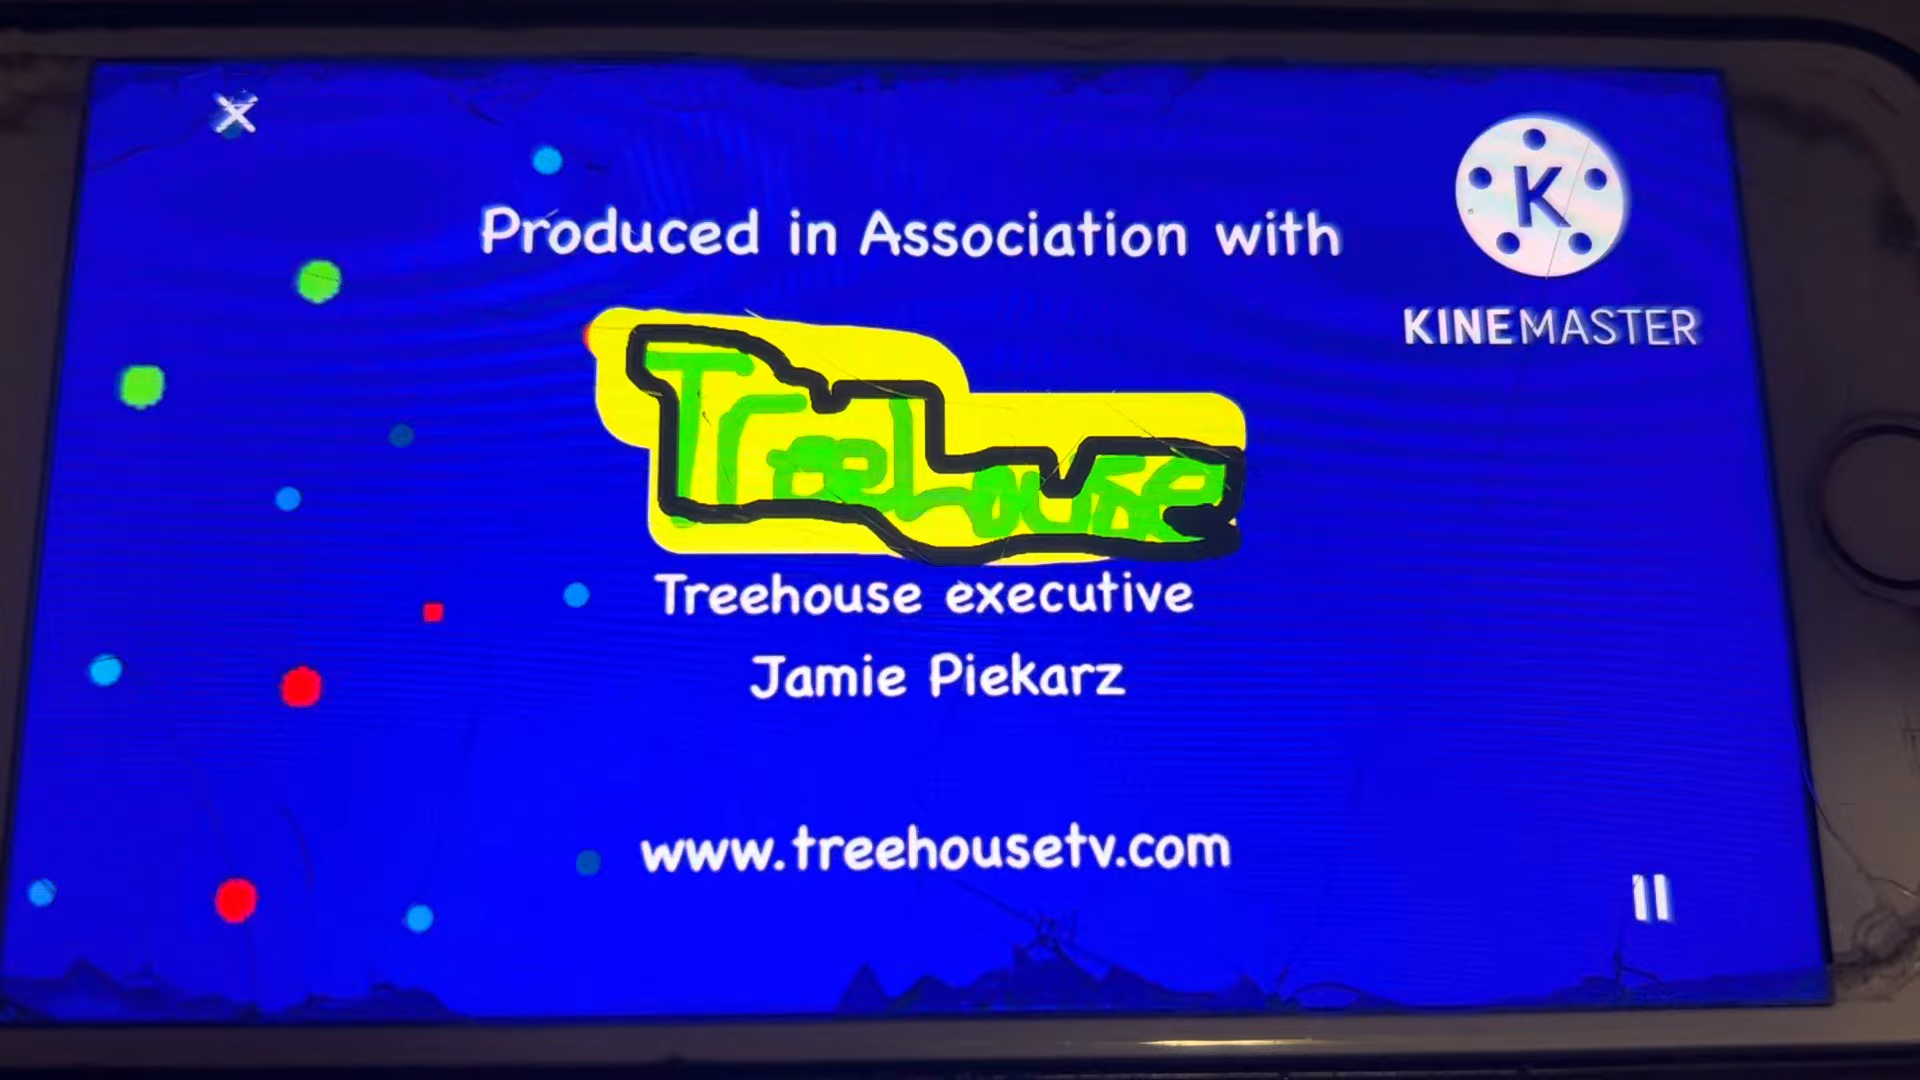 Produced in Association with
K
KINEMASTER
Treehouse
Treehouse executive
Jamie Piekarz
www.treehousetv.com